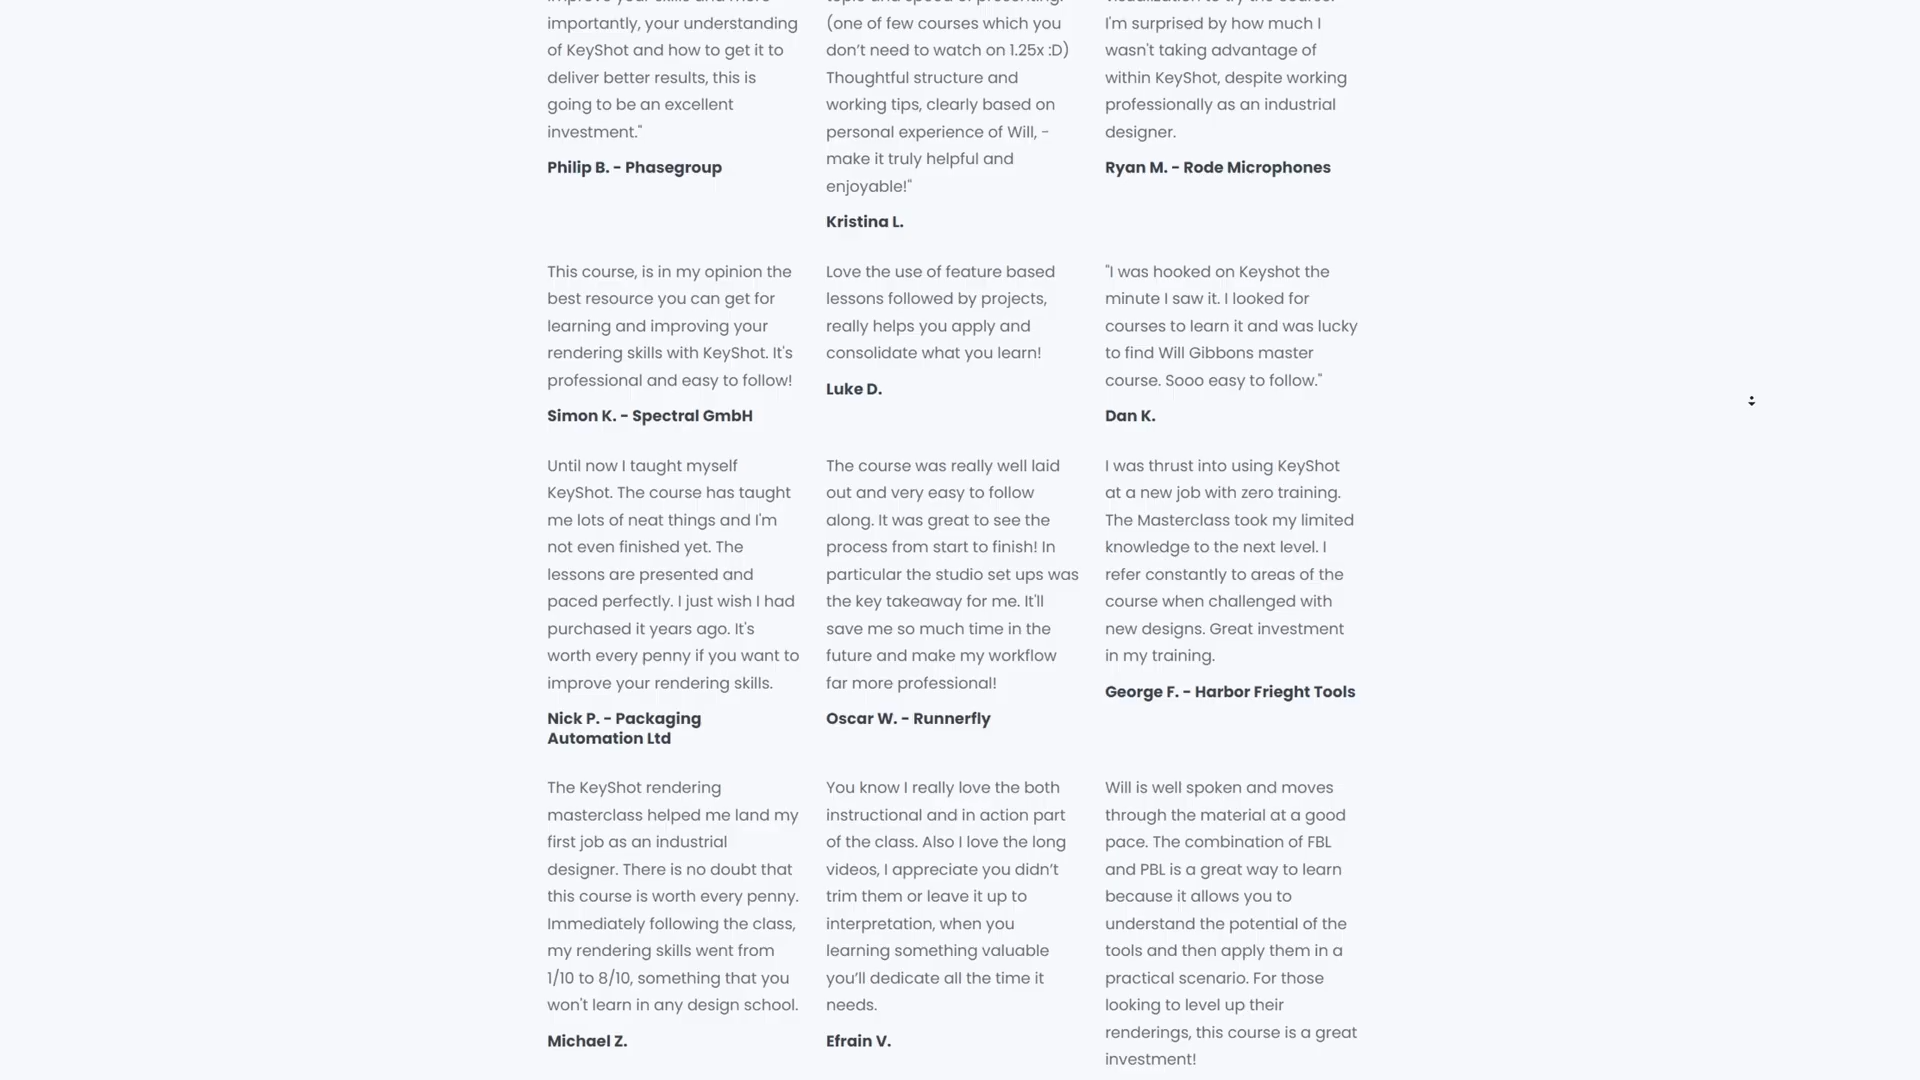 importantly, your understanding
of KeyShot and how to get it to
deliver better results, this is
going to be an excellent
investment."
Philip B. - Phasegroup
(one of few courses which you
don’t need to watch on 1.25x :D)
Thoughtful structure and
working tips, clearly based on
personal experience of Will, -
make it truly helpful and
enjoyable!"
Kristina L.
I'm surprised by how much I
wasn't taking advantage of
within KeyShot, despite working
professionally as an industrial
designer.
Ryan M. - Rode Microphones
This course, is in my opinion the
best resource you can get for
learning and improving your
rendering skills with KeyShot. It's
professional and easy to follow!
Simon K. - Spectral GmbH
Love the use of feature based
lessons followed by projects,
really helps you apply and
consolidate what you learn!
Luke D.
"I was hooked on Keyshot the
minute I saw it. I looked for
courses to learn it and was lucky
to find Will Gibbons master
course. Sooo easy to follow."
Dan K.
Until now I taught myself
KeyShot. The course has taught
me lots of neat things and I'm
not even finished yet. The
lessons are presented and
paced perfectly. I just wish I had
purchased it years ago. It's
worth every penny if you want to
improve your rendering skills.
Nick P. - Packaging
Automation Ltd
The course was really well laid
out and very easy to follow
along. It was great to see the
process from start to finish! In
particular the studio set ups was
the key takeaway for me. It'll
save me so much time in the
future and make my workflow
far more professional!
Oscar W. - Runnerfly
I was thrust into using KeyShot
at a new job with zero training.
The Masterclass took my limited
knowledge to the next level. I
refer constantly to areas of the
course when challenged with
new designs. Great investment
in my training.
George F. - Harbor Frieght Tools
The KeyShot rendering
masterclass helped me land my
first job as an industrial
designer. There is no doubt that
this course is worth every penny.
Immediately following the class,
my rendering skills went from
1/10 to 8/10, something that you
won't learn in any design school.
Michael Z.
You know I really love the both
instructional and in action part
of the class. Also I love the long
videos, I appreciate you didn’t
trim them or leave it up to
interpretation, when you
learning something valuable
you’ll dedicate all the time it
needs.
Efrain V.
Will is well spoken and moves
through the material at a good
pace. The combination of FBL
and PBL is a great way to learn
because it allows you to
understand the potential of the
tools and then apply them in a
practical scenario. For those
looking to level up their
renderings, this course is a great
investment!